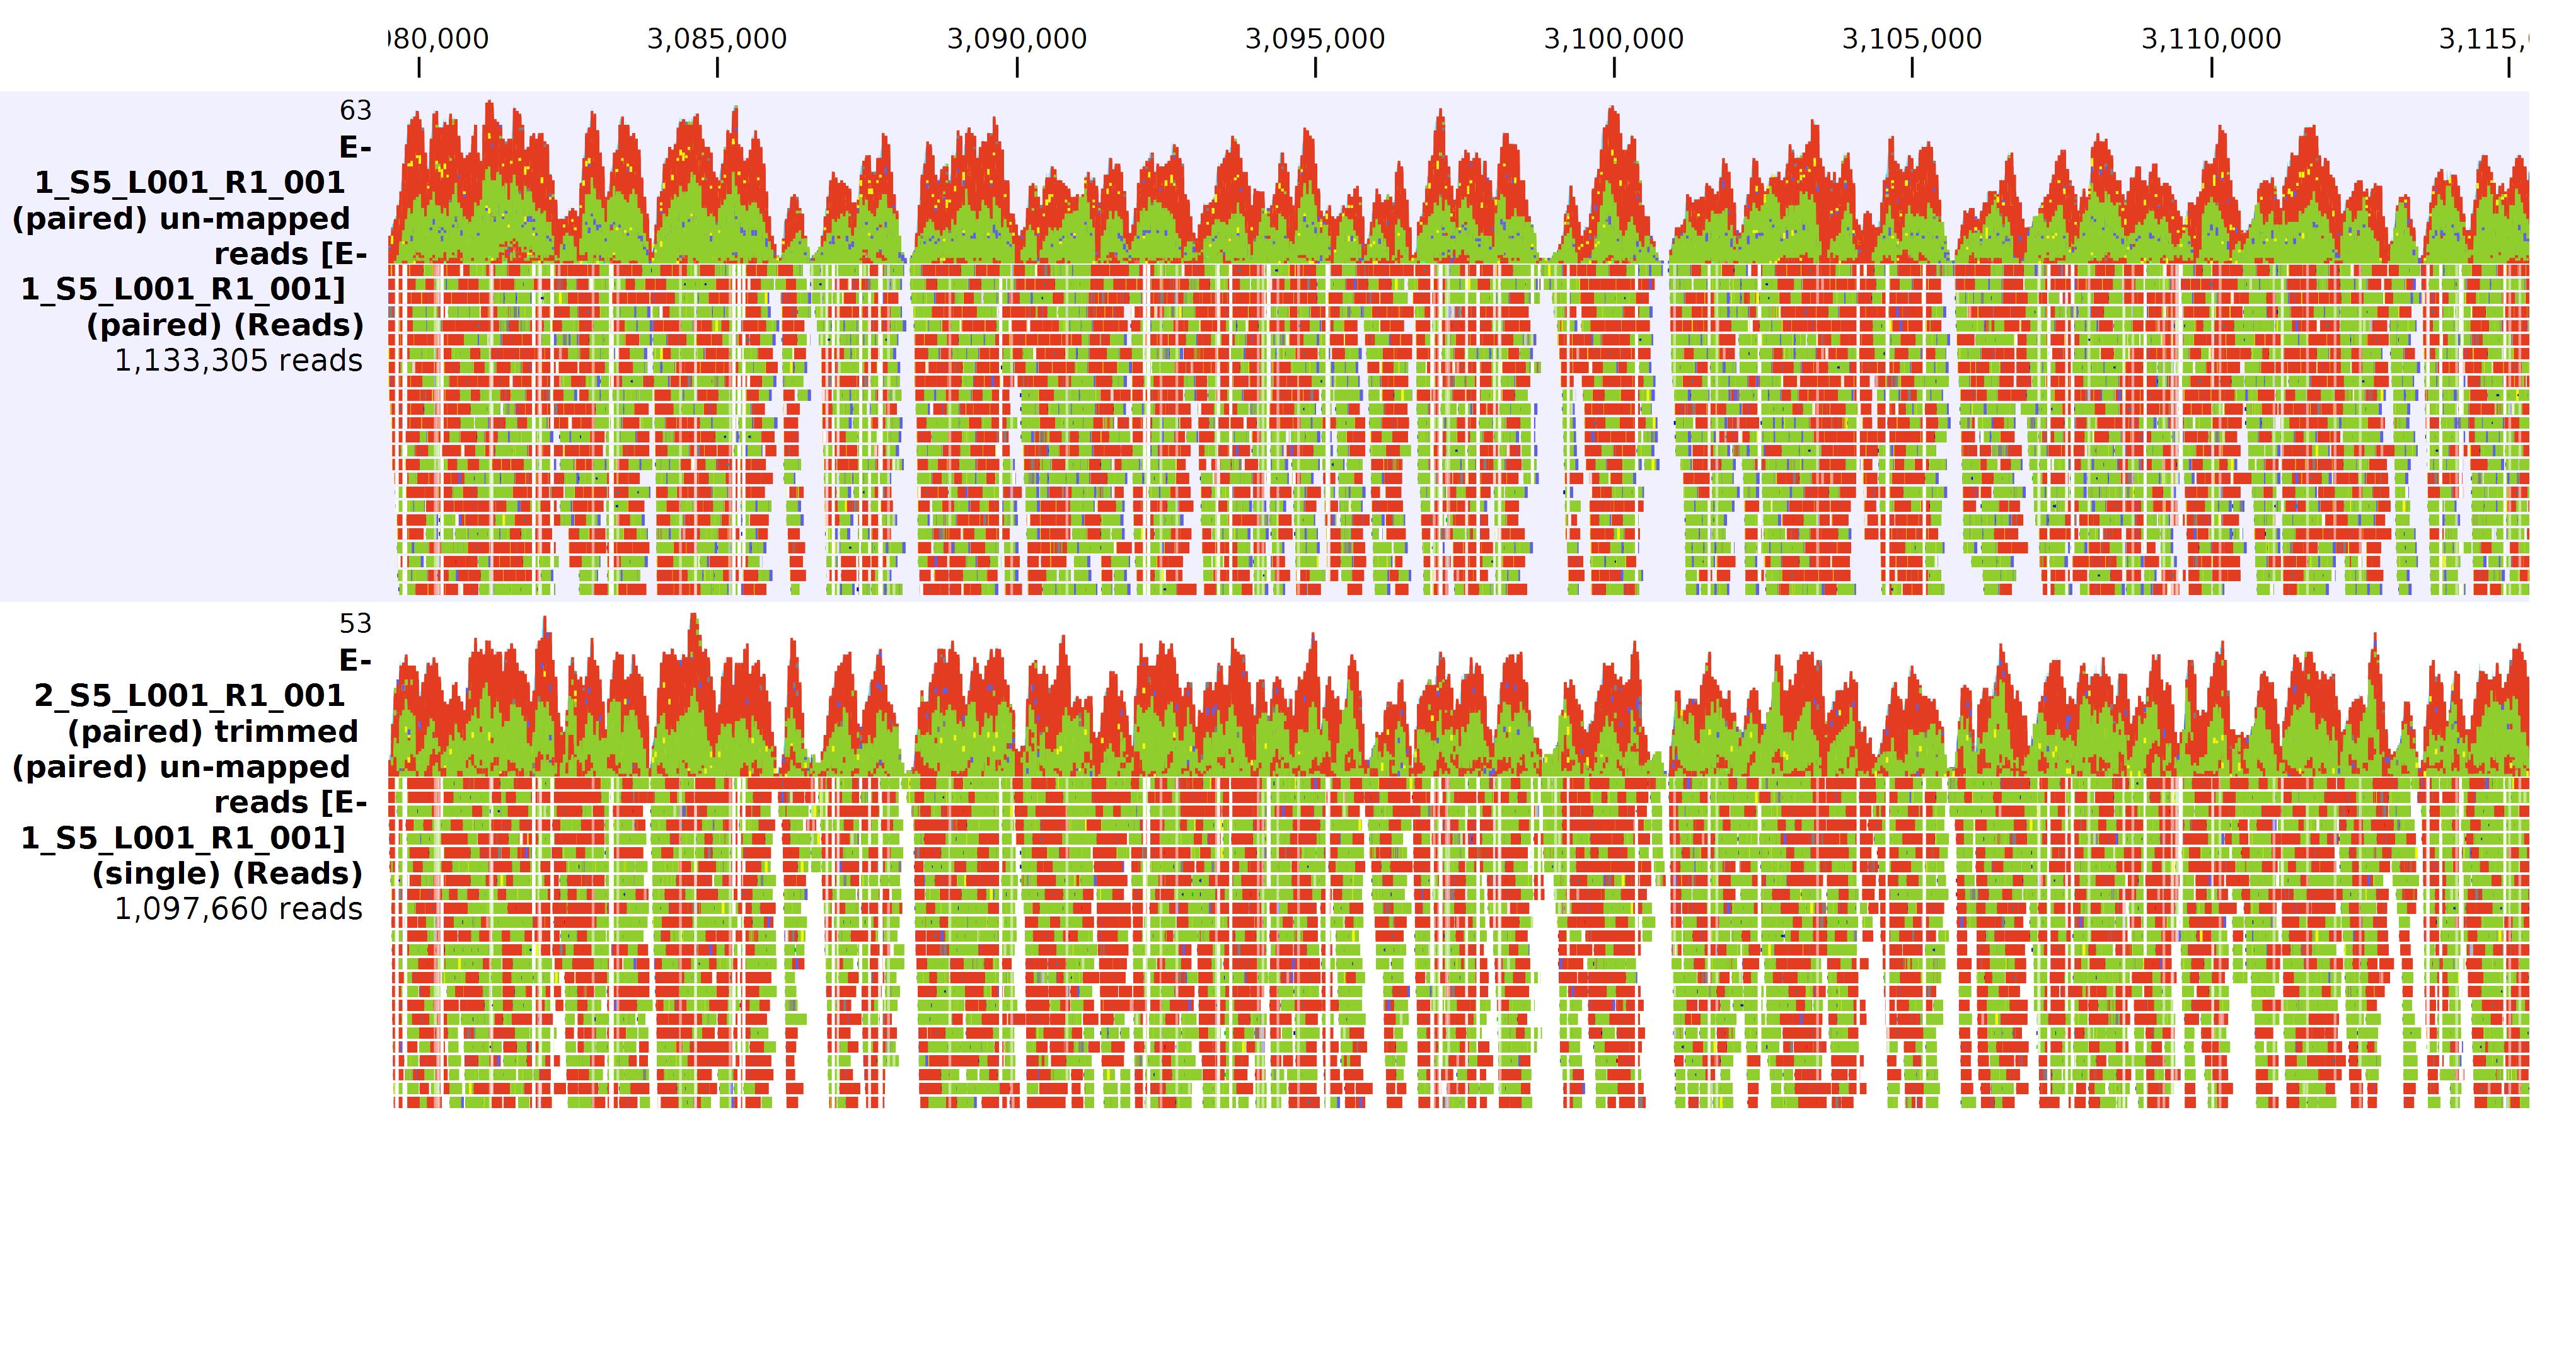 )80,000 3,085,000 3,090,000 3,095,000 3,100,000 3,105,000 3,110,000 3,115,(
63
E-
1_S5_L001_R1_001
(paired) un-mapped
reads [E-
1_S5_L001_R1_001]
(paired) (Reads)
1,133,305 reads
53
E-
2_S5_L001_R1_001
(paired) trimmed
(paired) un-mapped
reads [E-
1_S5_L001_R1_001]
(single) (Reads)
1,097,660 reads